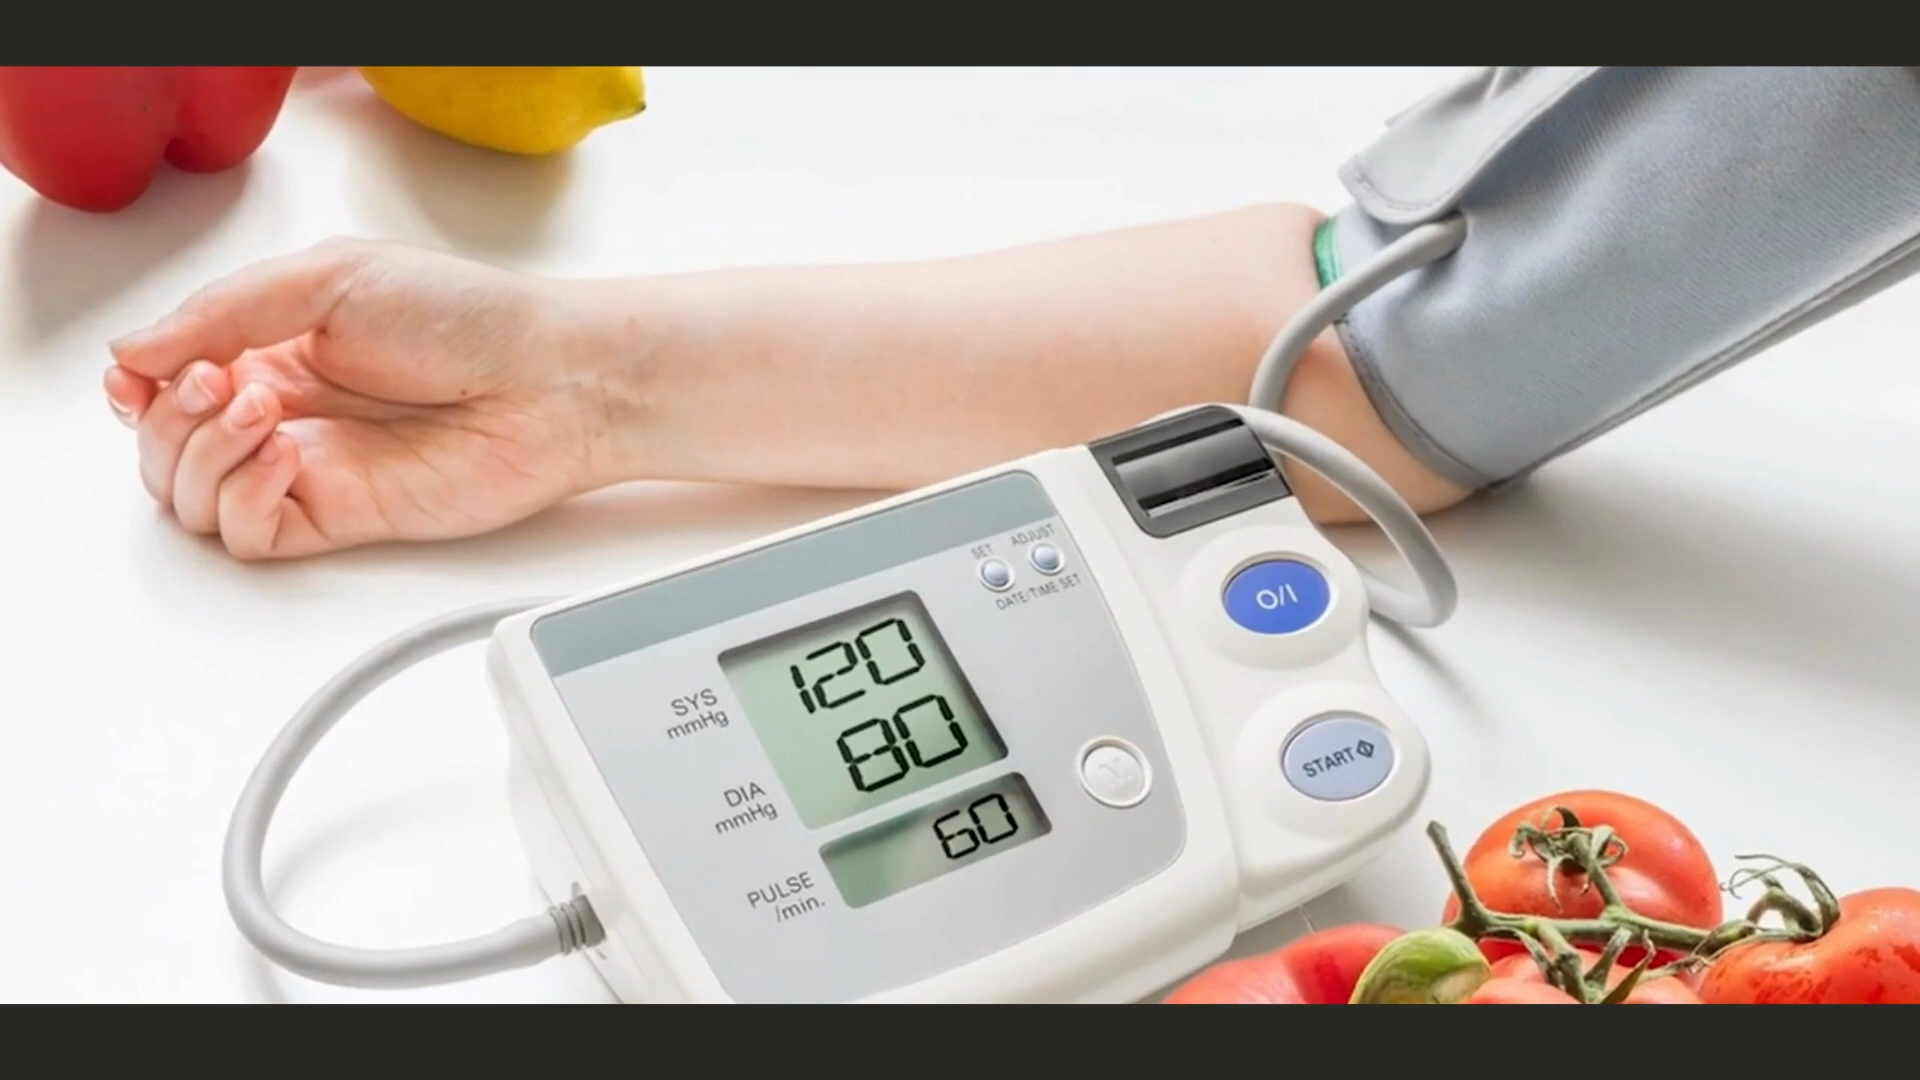 SET ADJUST
DATE/TIME SET
O/I
120
SYS
mmHg
80
DIA
mmHg
START
60
PULSE
/min.